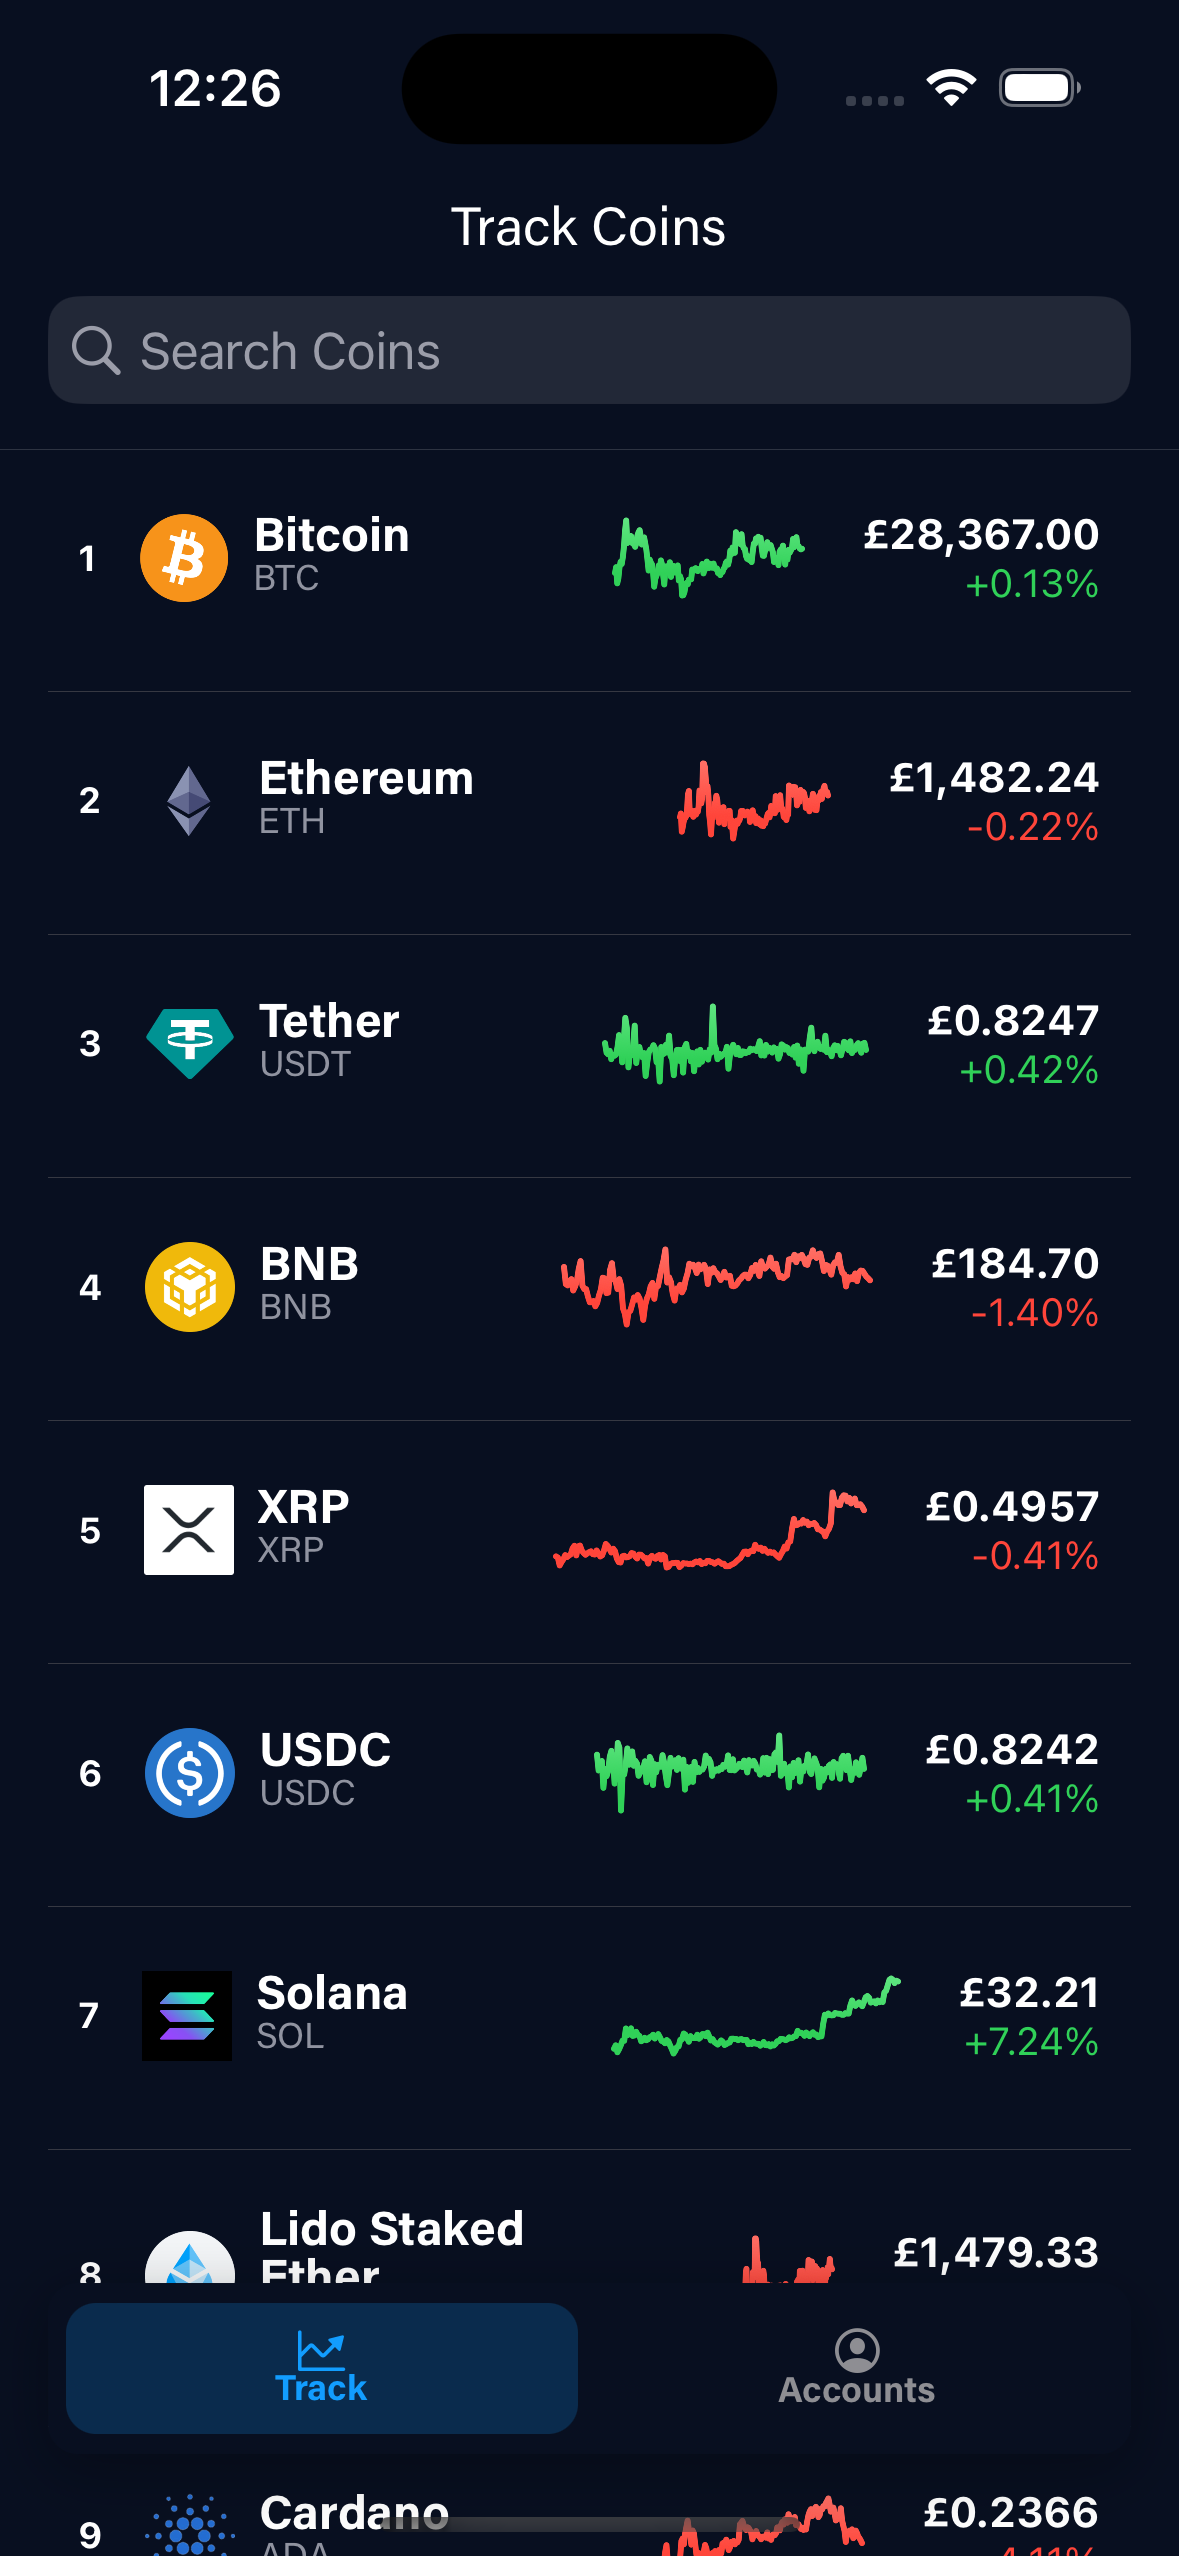 12:26
Track Coins
Search Coins
1
Bitcoin
BTC
£28,367.00
+0.13%
2
Ethereum
ETH
£1,482.24
-0.22%
3
Tether
USDT
£0.8247
+0.42%
4
BNB
BNB
£184.70
-1.40%
5
XRP
XRP
£0.4957
-0.41%
6
USDC
USDC
£0.8242
+0.41%
7
Solana
SOL
£32.21
+7.24%
8
Lido Staked
Ether
£1,479.33
Track
Accounts
9
Cardano
ADA
£0.2366